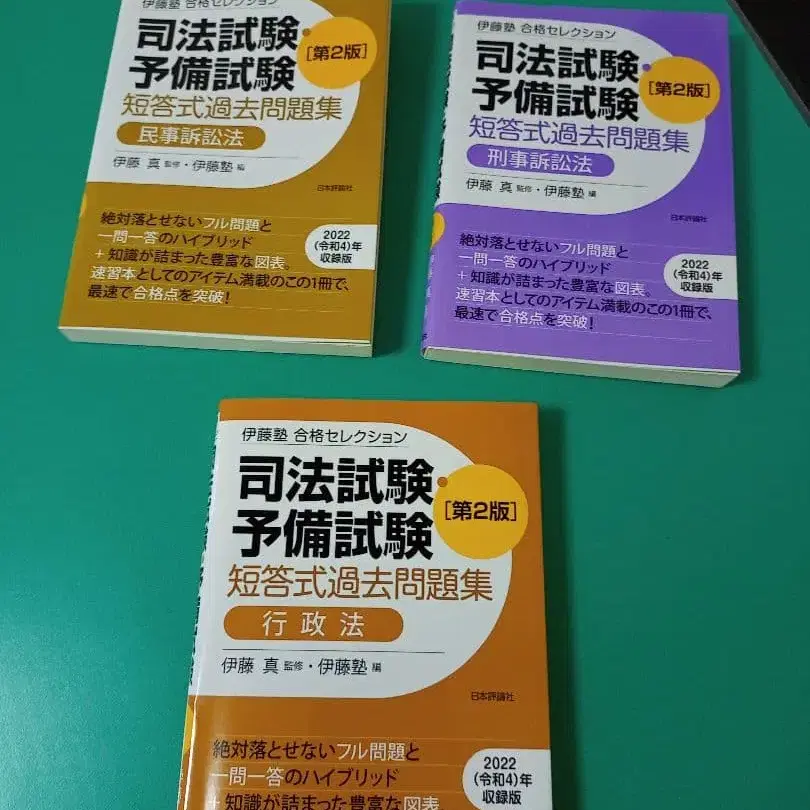 伊藤塾 合格セレクション
司法試験・
予備試験
[第2版]
短答式過去問題集
民事訴訟法
伊藤 真 監修・伊藤塾 編
日本評論社
絶対落とせないフル問題と
一問一答のハイブリッド
+知識が詰まった豊富な図表。
速習本としてのアイテム満載のこの1冊で、
最速で合格点を突破!
2022
(令和4)年
収録版
伊藤塾 合格セレクション
司法試験・
予備試験
[第2版]
短答式過去問題集
刑事訴訟法
伊藤 真 監修・伊藤塾 編
日本評論社
絶対落とせないフル問題と
一問一答のハイブリッド
+知識が詰まった豊富な図表。
速習本としてのアイテム満載のこの1冊で、
最速で合格点を突破!
2022
(令和4)年
収録版
伊藤塾 合格セレクション
司法試験・
予備試験
[第2版]
短答式過去問題集
行政法
伊藤 真 監修・伊藤塾 編
日本評論社
絶対落とせないフル問題と
一問一答のハイブリッド
+知識が詰まった豊富な図表
2022
(令和4)年
収録版